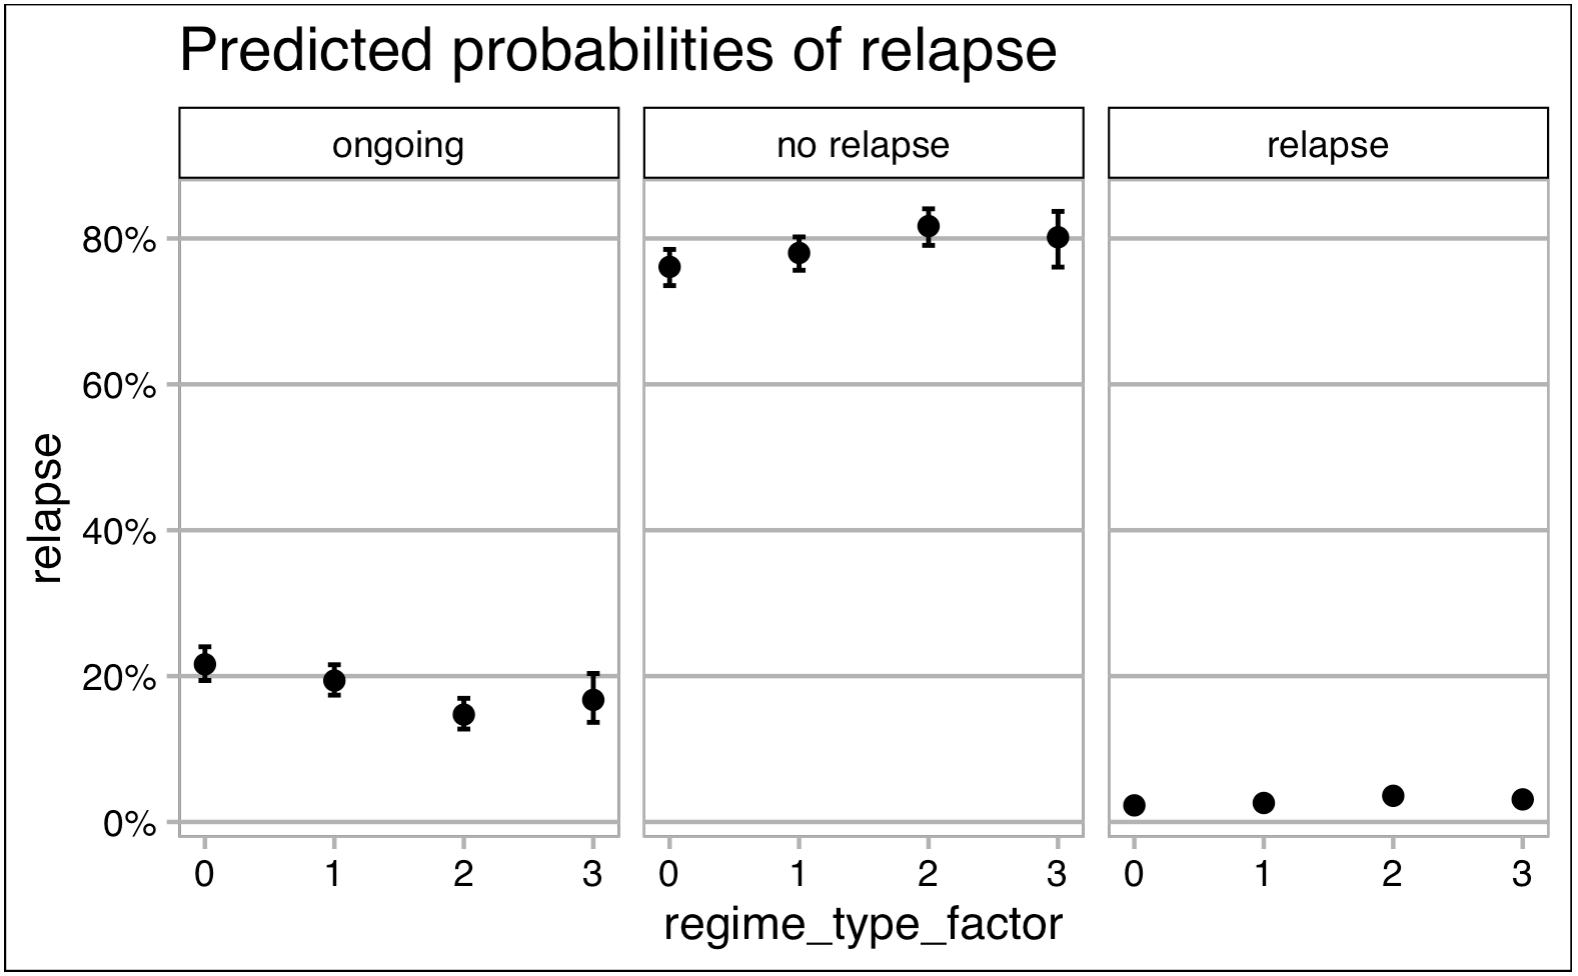 Predicted probabilities of relapse
ongoing no relapse relapse
80%
60%
40%
20%
0%
relapse
0 1 2 3 0 1 2 3 0 1 2 3
regime_type_factor